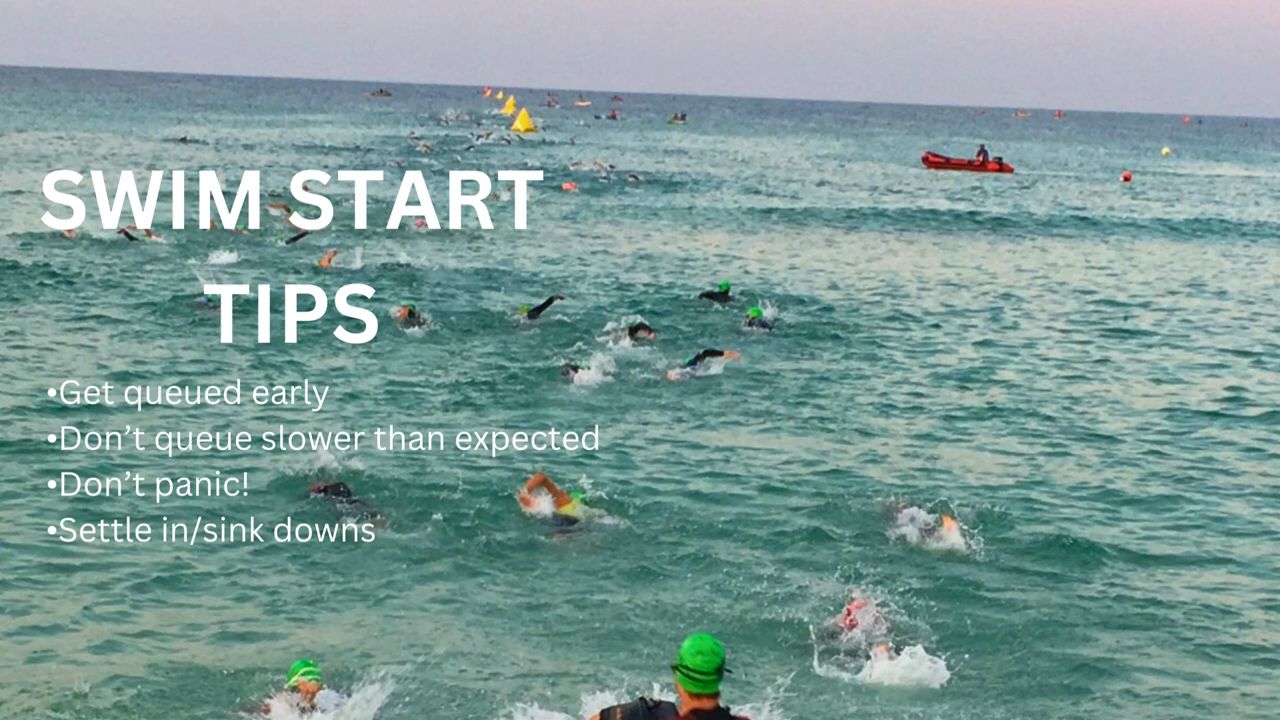 SWIM START
TIPS
•Get queued early
•Don’t queue slower than expected
•Don’t panic!
•Settle in/sink downs